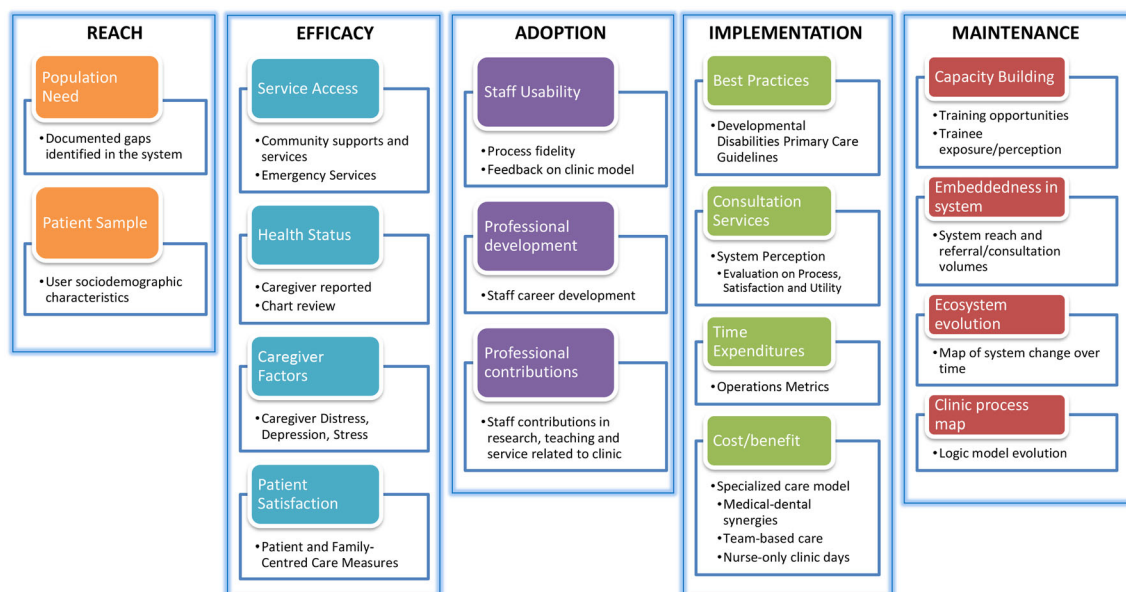 REACH
Population
Need
•Documented gaps
identified in the system
Patient Sample
•User sociodemographic
characteristics
EFFICACY
Service Access
•Community supports and
services
•Emergency Services
Health Status
•Caregiver reported
•Chart review
Caregiver
Factors
•Caregiver Distress,
Depression, Stress
Patient
Satisfaction
•Patient and Family-
Centred Care Measures
ADOPTION
Staff Usability
•Process fidelity
•Feedback on clinic model
Professional
development
•Staff career development
Professional
contributions
•Staff contributions in
research, teaching and
service related to clinic
IMPLEMENTATION
Best Practices
•Developmental
Disabilities Primary Care
Guidelines
Consultation
Services
•System Perception
•Evaluation on Process,
Satisfaction and Utility
Time
Expenditures
•Operations Metrics
Cost/benefit
•Specialized care model
•Medical-dental
synergies
•Team-based care
•Nurse-only clinic days
MAINTENANCE
Capacity Building
•Training opportunities
•Trainee
exposure/perception
Embeddedness in
system
•System reach and
referral/consultation
volumes
Ecosystem
evolution
•Map of system change over
time
Clinic process
map
•Logic model evolution